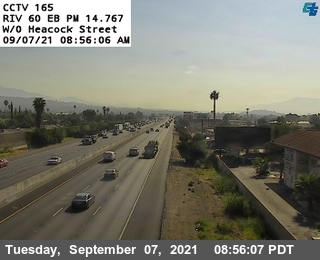 CCTV 165
RIV 60 EB PM 14.767
W/O Heacock Street
09/07/21 08:56:06 AM
Tuesday, September 07, 2021 08:56:07 PDT